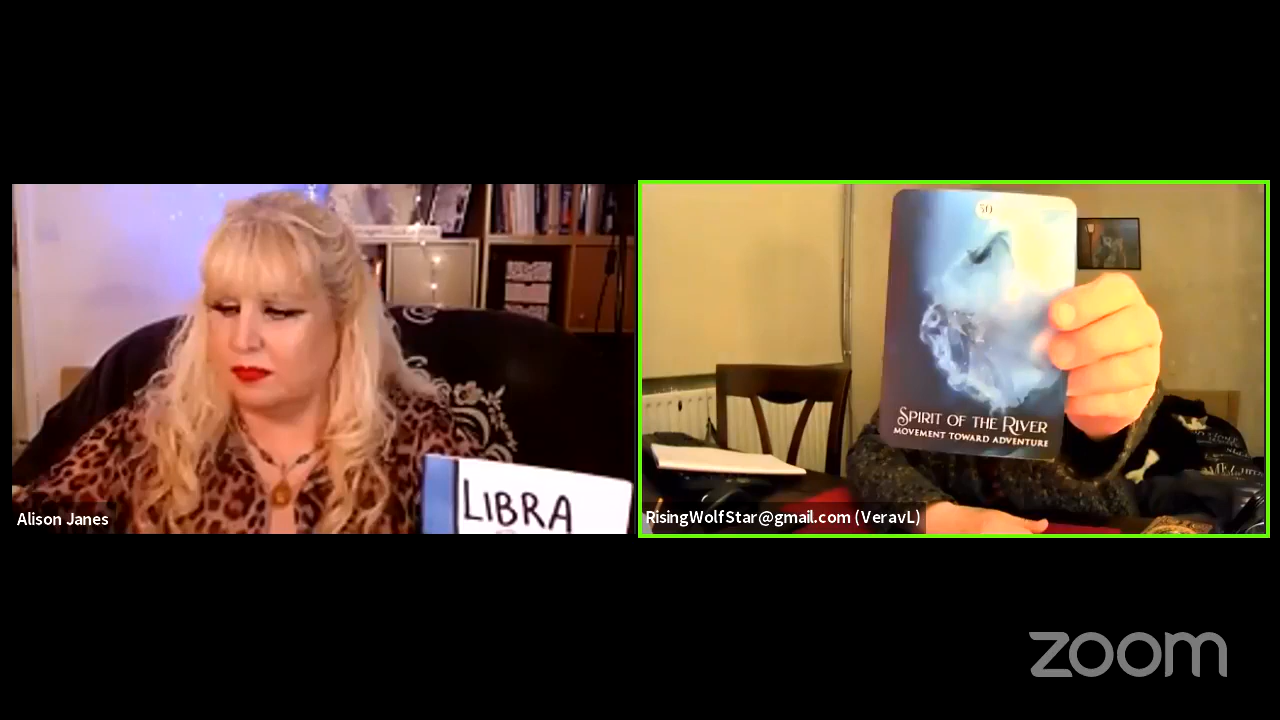 LIBRA
Alison Janes
50
SPIRIT OF THE RIVER
MOVEMENT TOWARD ADVENTURE
RisingWolfStar@gmail.com (VeravL)
zoom